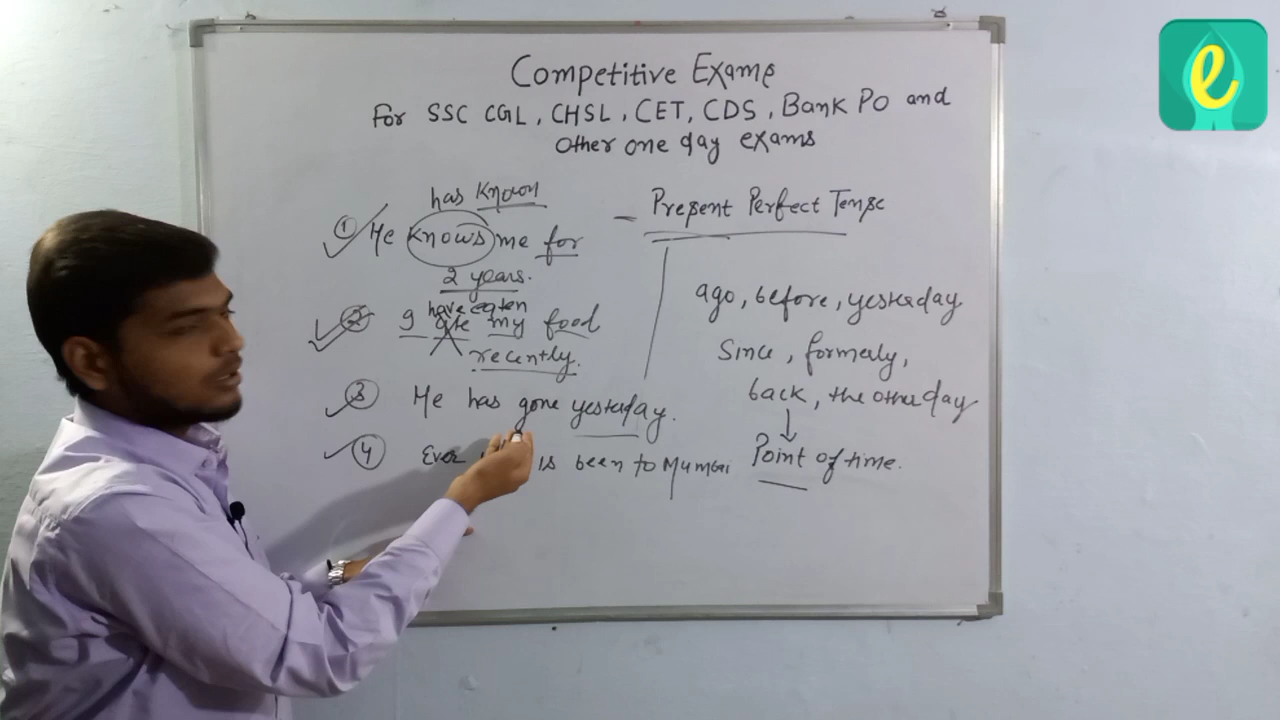 Competitive Exams
For SSC CGL, CHSL, CET, CDS, Bank PO and
Other one day exams
has known
① He knows me for
2 years.
have eaten
② I ate my food
recently.
③ He has gone yesterday.
④ Ever is been to Mumbai
– Present Perfect Tense
ago, before, yesterday
Since, formerly,
back, the other day
Point of time.
e